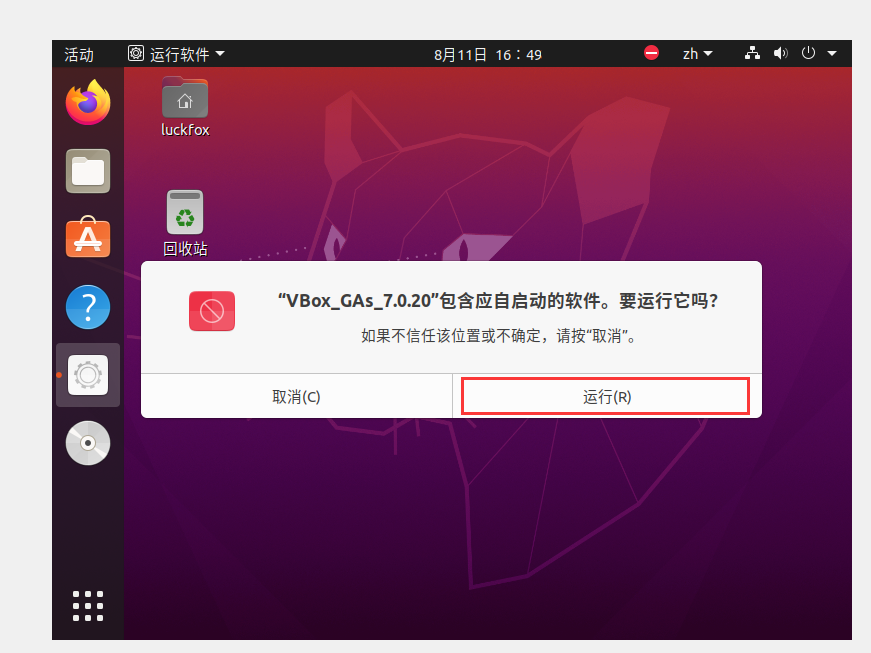 活动 运行软件 8月11日 16：49 zh
luckfox
回收站
“VBox_GAs_7.0.20”包含应自启动的软件。要运行它吗？
如果不信任该位置或不确定，请按“取消”。
取消(C) 运行(R)